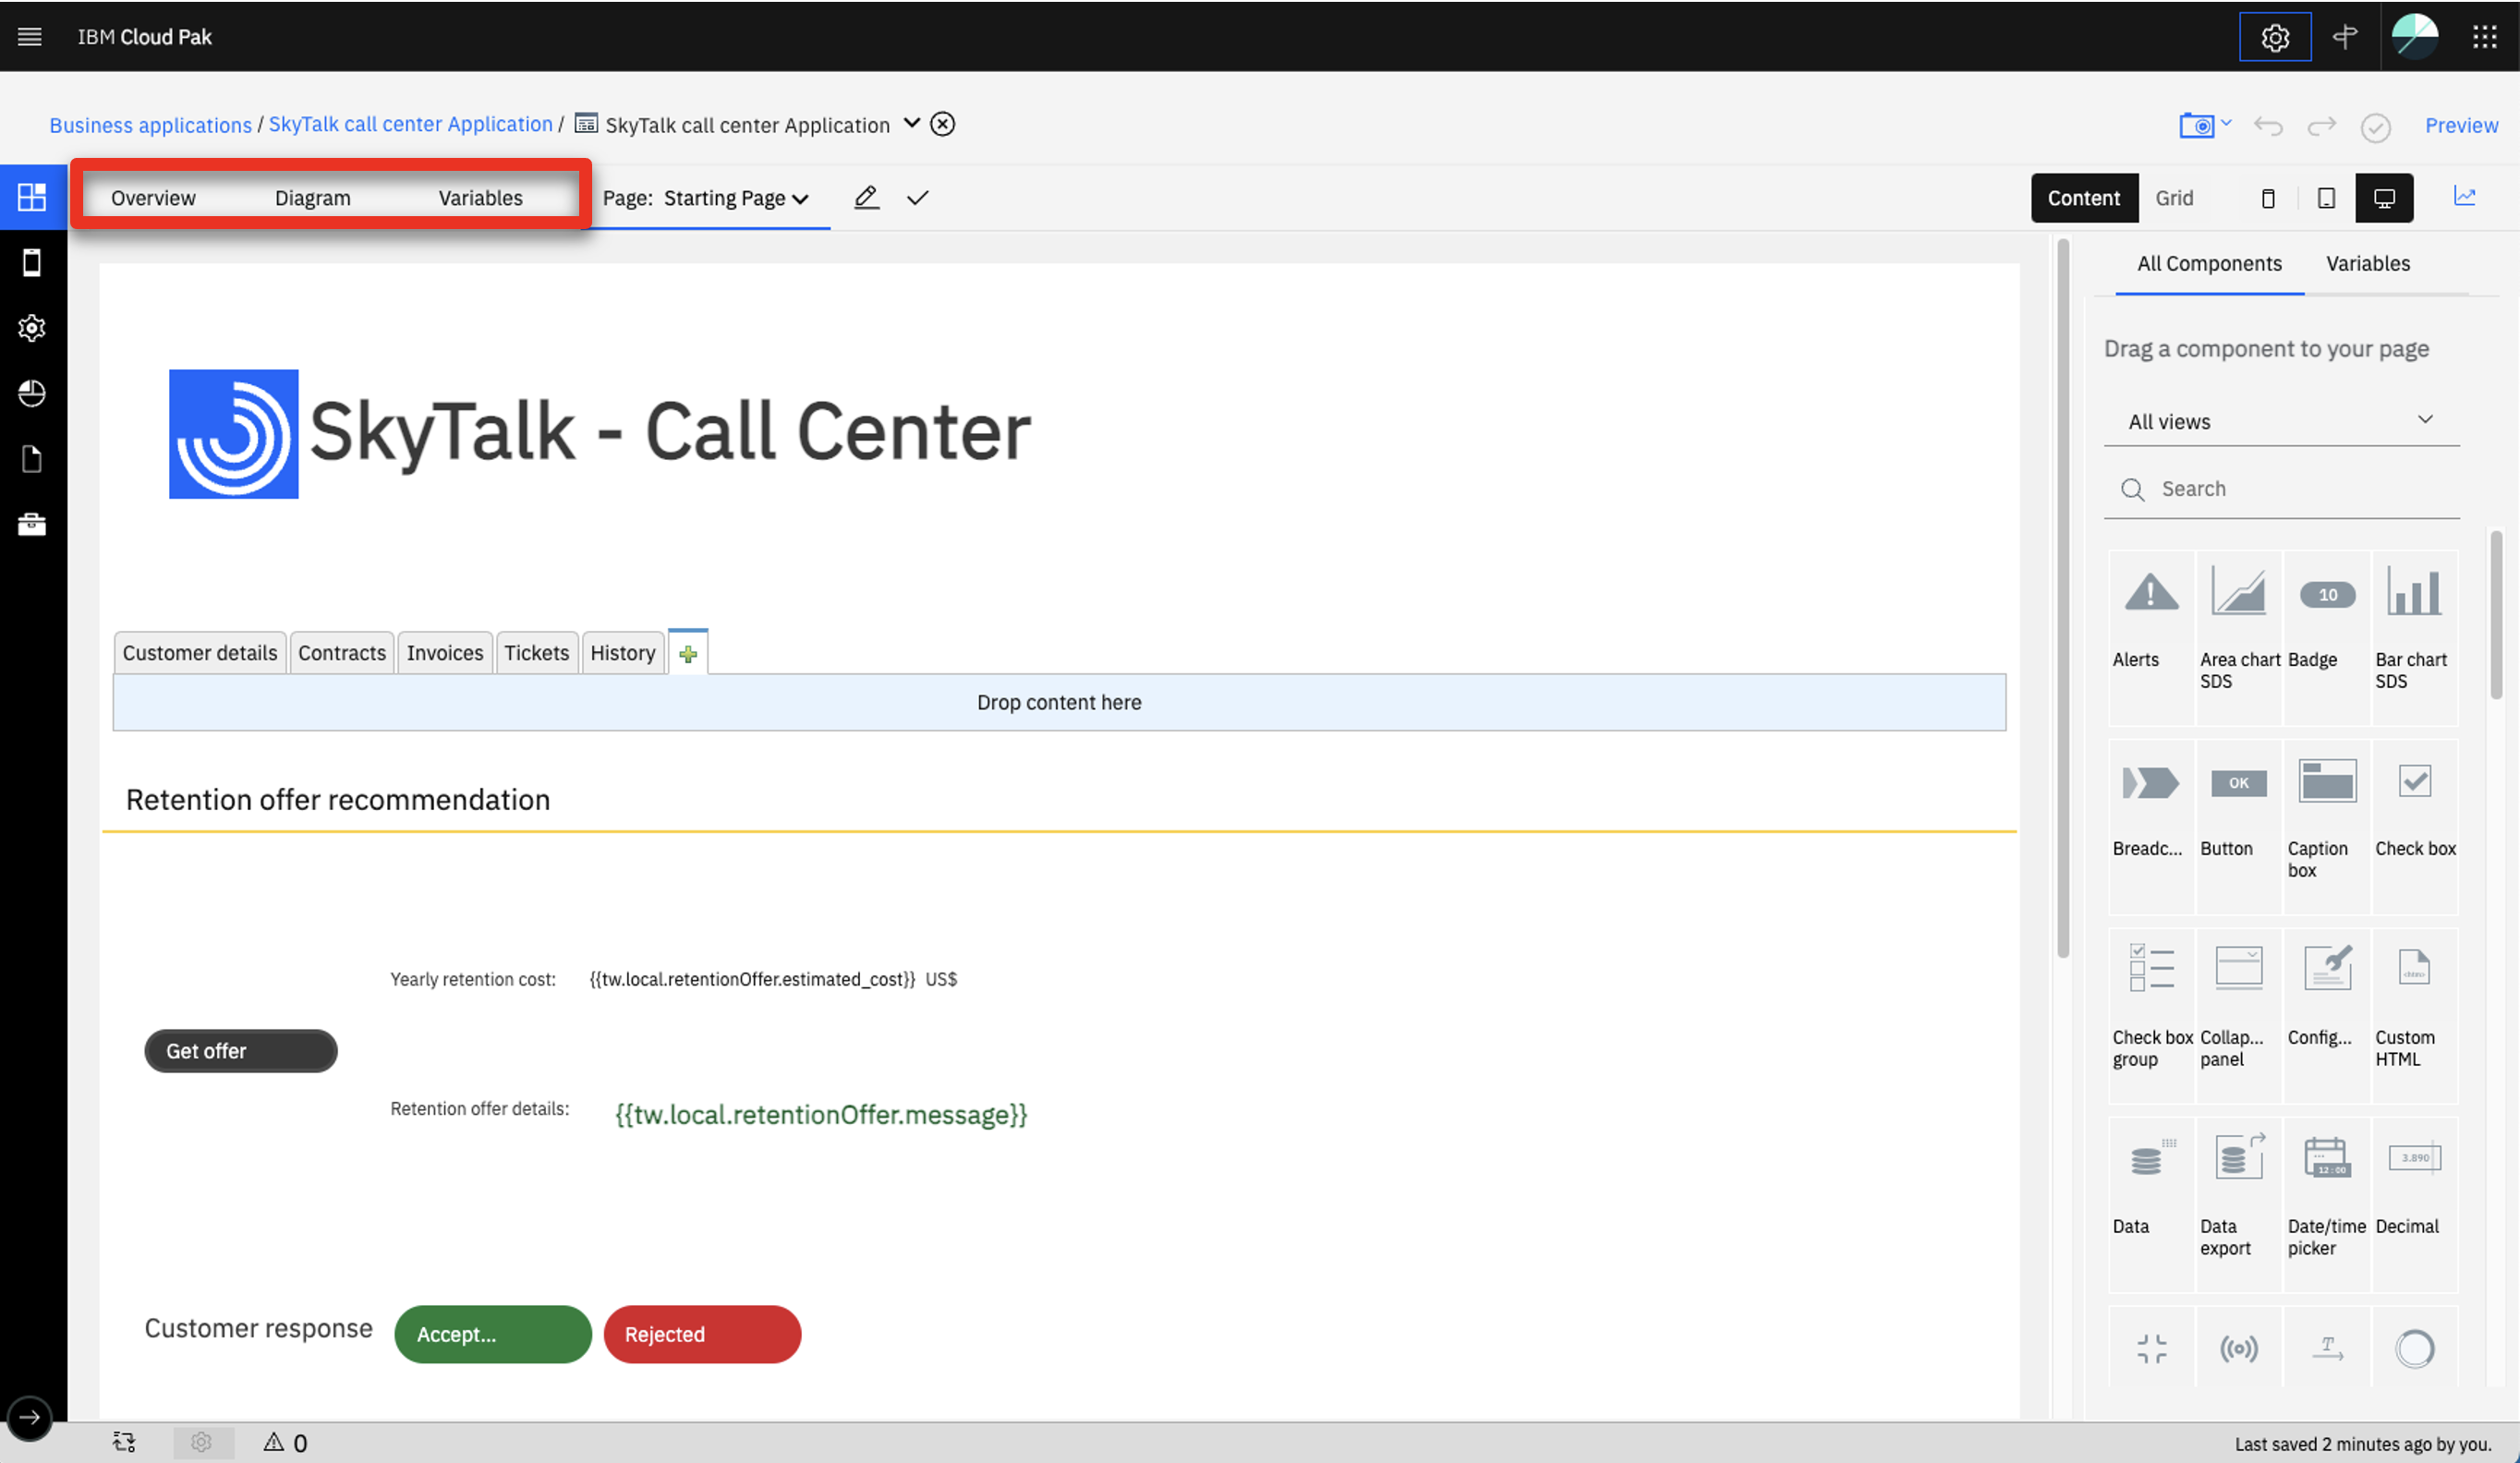 IBM Cloud Pak
Business applications / SkyTalk call center Application / SkyTalk call center Application
Preview
Overview Diagram Variables Page: Starting Page
Content Grid
All Components Variables
Drag a component to your page
All views
Search
SkyTalk - Call Center
Customer details Contracts Invoices Tickets History
Drop content here
Retention offer recommendation
Yearly retention cost: {{tw.local.retentionOffer.estimated_cost}} US$
Get offer
Retention offer details: {{tw.local.retentionOffer.message}}
Customer response Accept... Rejected
10
Alerts Area chart SDS Badge Bar chart SDS
OK
Breadc... Button Caption box Check box
Check box group Collap... panel Config... Custom HTML
12:00
3.890
Data Data export Date/time picker Decimal
T
0
Last saved 2 minutes ago by you.